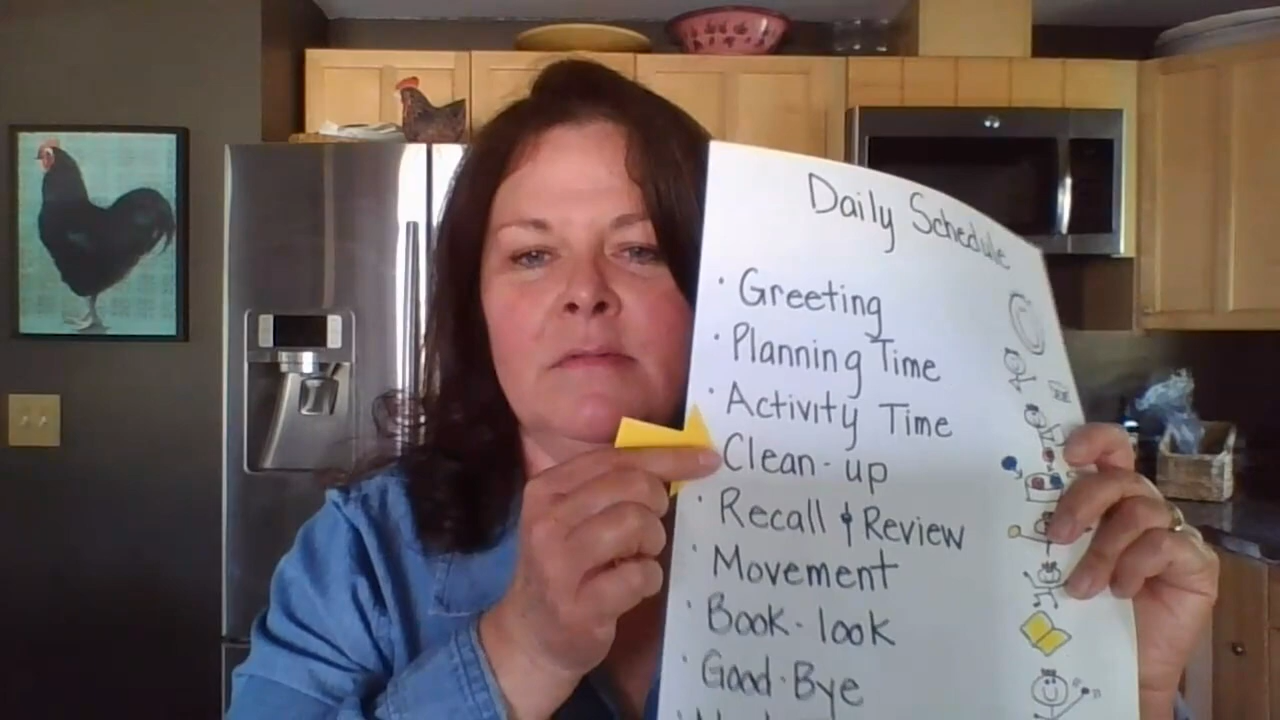 Daily Schedule
· Greeting
· Planning Time
· Activity Time
Clean-up
· Recall & Review
· Movement
· Book-look
· Good-Bye